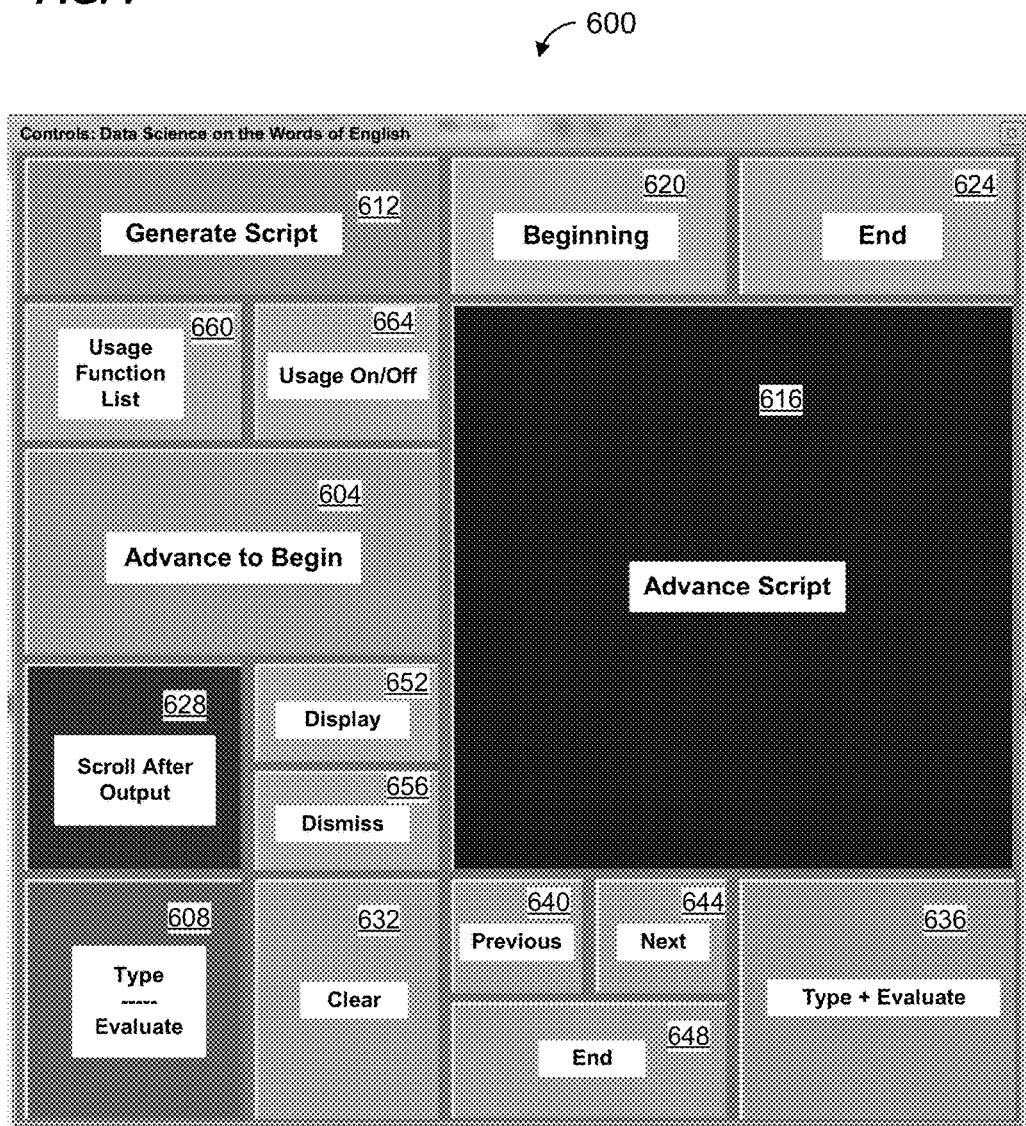 600
Controls: Data Science on the Words of English
612
Generate Script
620
Beginning
624
End
660
Usage
Function
List
664
Usage On/Off
616
Advance Script
604
Advance to Begin
628
Scroll After
Output
652
Display
656
Dismiss
608
Type
-----
Evaluate
632
Clear
640
Previous
644
Next
648
End
636
Type + Evaluate